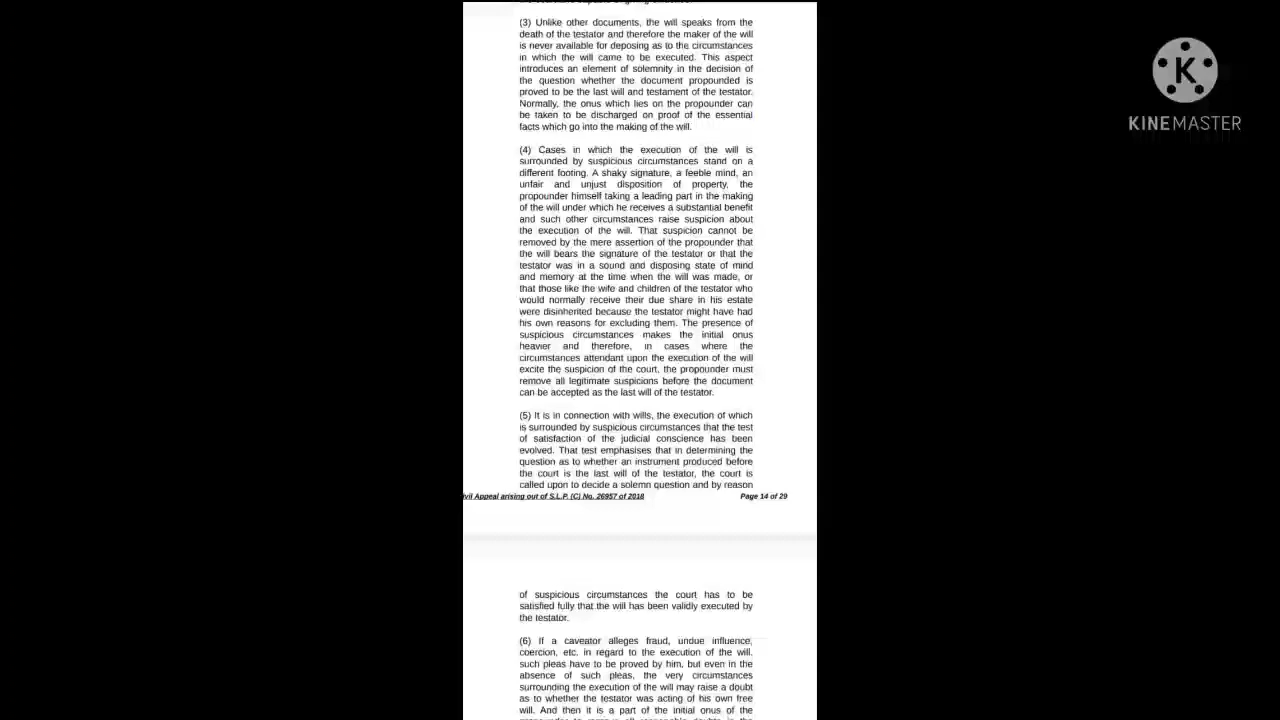 (3) Unlike other documents, the will speaks from the
death of the testator and therefore the maker of the will
is never available for deposing as to the circumstances
in which the will came to be executed. This aspect
introduces an element of solemnity in the decision of
the question whether the document propounded is
proved to be the last will and testament of the testator.
Normally, the onus which lies on the propounder can
be taken to be discharged on proof of the essential
facts which go into the making of the will.
(4) Cases in which the execution of the will is
surrounded by suspicious circumstances stand on a
different footing. A shaky signature, a feeble mind, an
unfair and unjust disposition of property, the
propounder himself taking a leading part in the making
of the will under which he receives a substantial benefit
and such other circumstances raise suspicion about
the execution of the will. That suspicion cannot be
removed by the mere assertion of the propounder that
the will bears the signature of the testator or that the
testator was in a sound and disposing state of mind
and memory at the time when the will was made, or
that those like the wife and children of the testator who
would normally receive their due share in his estate
were disinherited because the testator might have had
his own reasons for excluding them. The presence of
suspicious circumstances makes the initial onus
heavier and therefore, in cases where the
circumstances attendant upon the execution of the will
excite the suspicion of the court, the propounder must
remove all legitimate suspicions before the document
can be accepted as the last will of the testator.
(5) It is in connection with wills, the execution of which
is surrounded by suspicious circumstances that the test
of satisfaction of the judicial conscience has been
evolved. That test emphasises that in determining the
question as to whether an instrument produced before
the court is the last will of the testator, the court is
called upon to decide a solemn question and by reason
ivil Appeal arising out of S.L.P. (C) No. 26957 of 2018 Page 14 of 29
of suspicious circumstances the court has to be
satisfied fully that the will has been validly executed by
the testator.
(6) If a caveator alleges fraud, undue influence,
coercion, etc. in regard to the execution of the will,
such pleas have to be proved by him, but even in the
absence of such pleas, the very circumstances
surrounding the execution of the will may raise a doubt
as to whether the testator was acting of his own free
will. And then it is a part of the initial onus of the
K
KINEMASTER